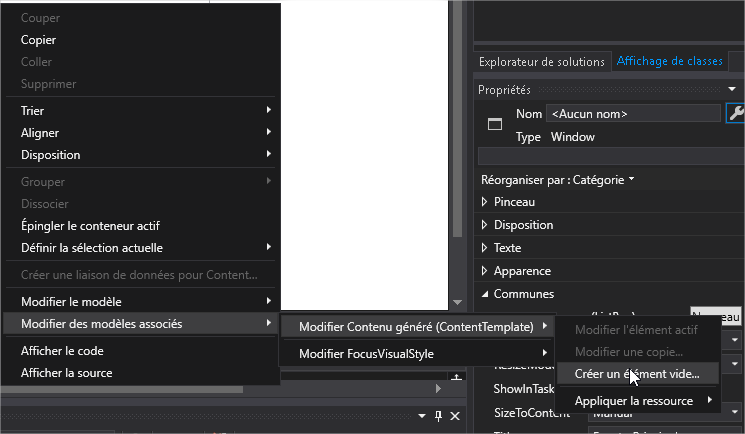 Couper
Copier
Coller
Supprimer
Trier
Aligner
Disposition
Grouper
Dissocier
Épingler le conteneur actif
Définir la sélection actuelle
Créer une liaison de données pour Content...
Modifier le modèle
Modifier des modèles associés
Afficher le code
Afficher la source
Modifier Contenu généré (ContentTemplate)
Modifier FocusVisualStyle
Modifier l'élément actif
Modifier une copie...
Créer un élément vide...
Appliquer la ressource
Explorateur de solutions
Affichage de classes
Propriétés
Nom <Aucun nom>
Type Window
Réorganiser par : Catégorie
Pinceau
Disposition
Texte
Apparence
Communes
ShowInTask
SizeToContent Manual